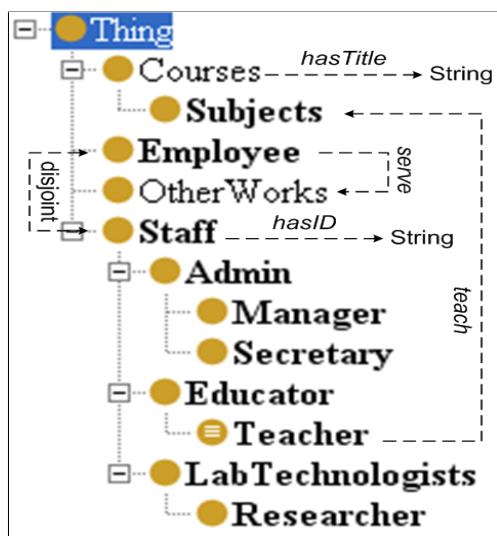 Thing
Courses hasTitle String
Subjects
Employee
serve
OtherWorks
disjoint
Staff hasID String
teach
Admin
Manager
Secretary
Educator
Teacher
LabTechnologists
Researcher